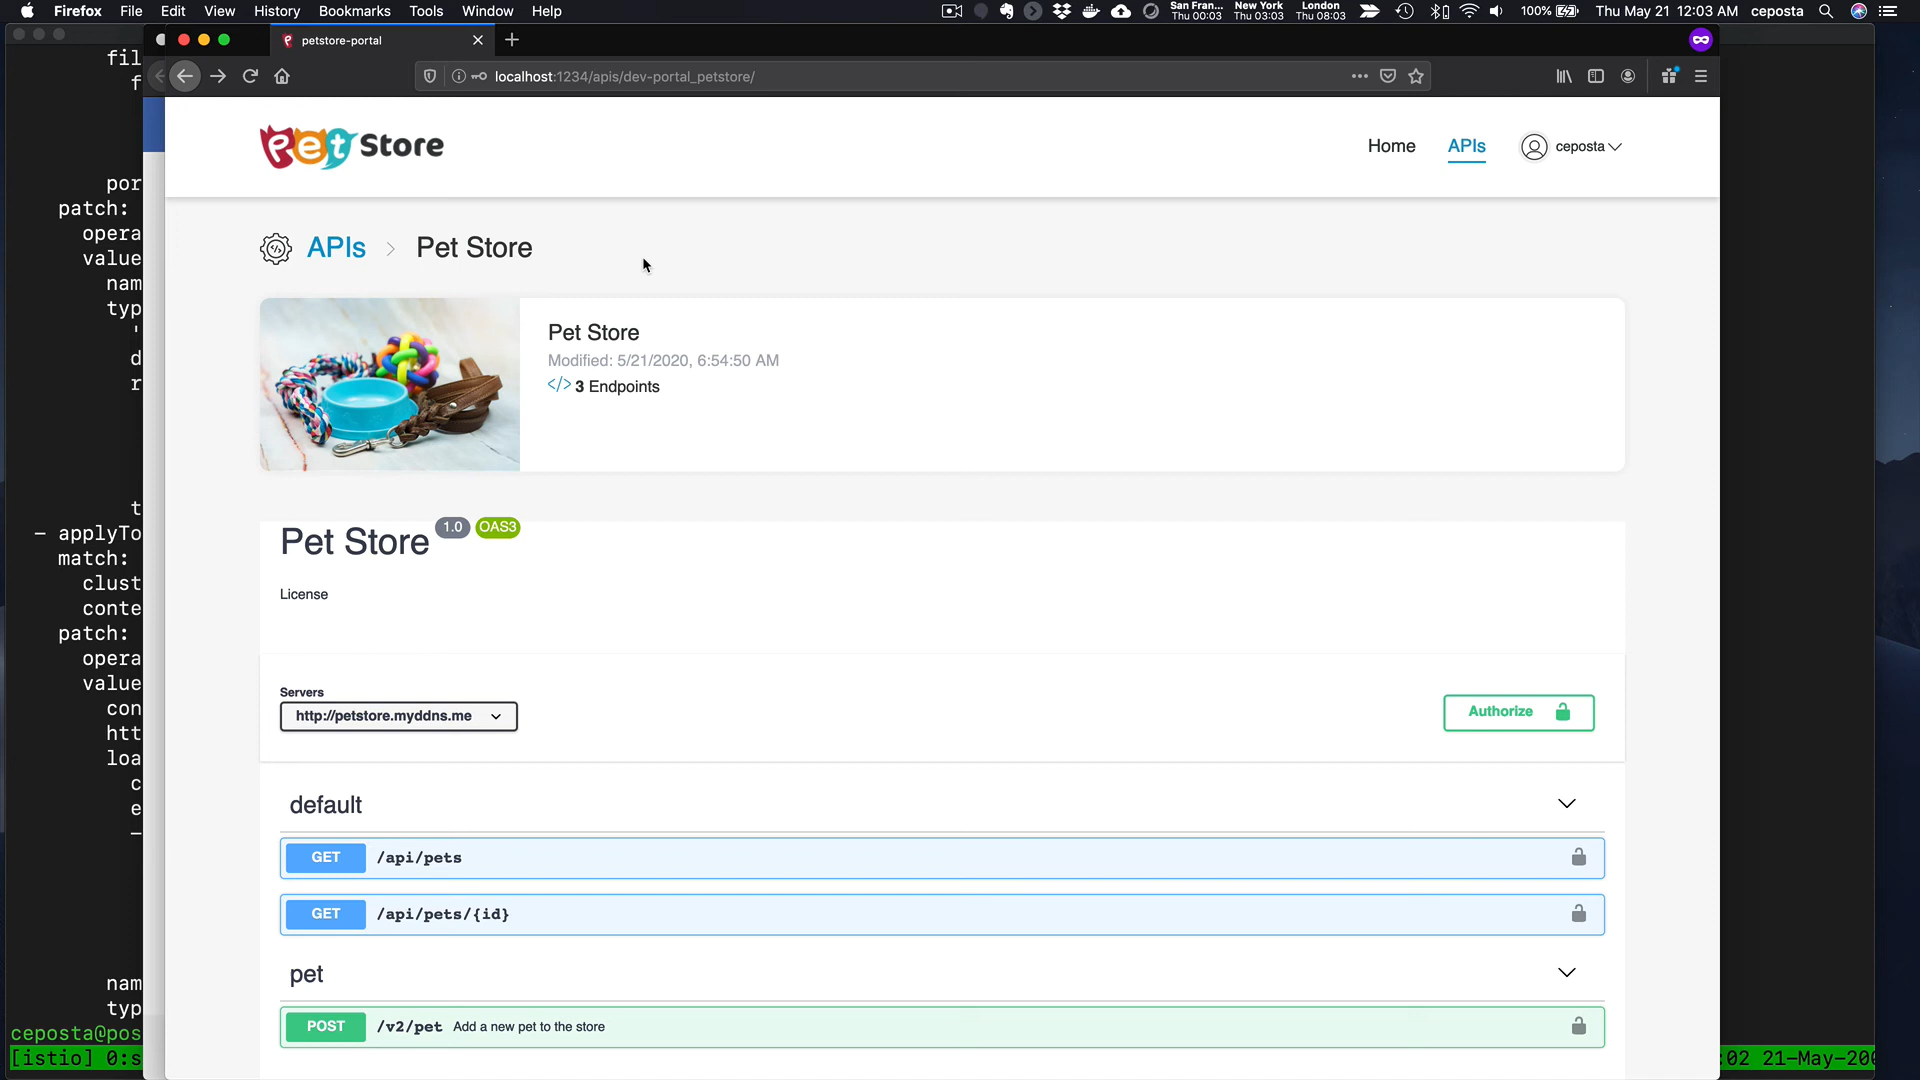 Firefox File Edit View History Bookmarks Tools Window Help
San Fran... New York London
Thu 00:03 Thu 03:03 Thu 08:03
100% Thu May 21 12:03 AM ceposta
petstore-portal
localhost:1234/apis/dev-portal_petstore/
Pet Store
Home APIs ceposta
APIs > Pet Store
Pet Store
Modified: 5/21/2020, 6:54:50 AM
</> 3 Endpoints
Pet Store 1.0 OAS3
License
Servers
http://petstore.myddns.me
Authorize
default
GET /api/pets
GET /api/pets/{id}
pet
POST /v2/pet Add a new pet to the store
fil
f
por
patch:
opera
value
nam
typ
'
d
r
t
- applyTo
match:
clust
conte
patch:
opera
value
con
htt
loa
c
e
-
nam
typ
ceposta@pos
[istio] 0:s
:02 21-May-20